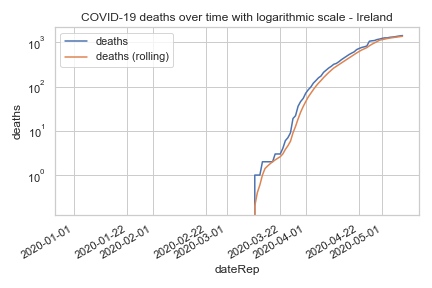 COVID-19 deaths over time with logarithmic scale - Ireland
deaths
deaths (rolling)
deaths
10³
10²
10¹
10⁰
2020-01-01
2020-01-22
2020-02-01
2020-02-22
2020-03-01
2020-03-22
2020-04-01
2020-04-22
2020-05-01
dateRep